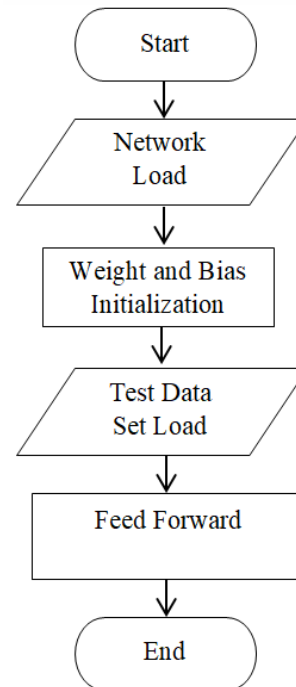 Start
Network
Load
Weight and Bias
Initialization
Test Data
Set Load
Feed Forward
End